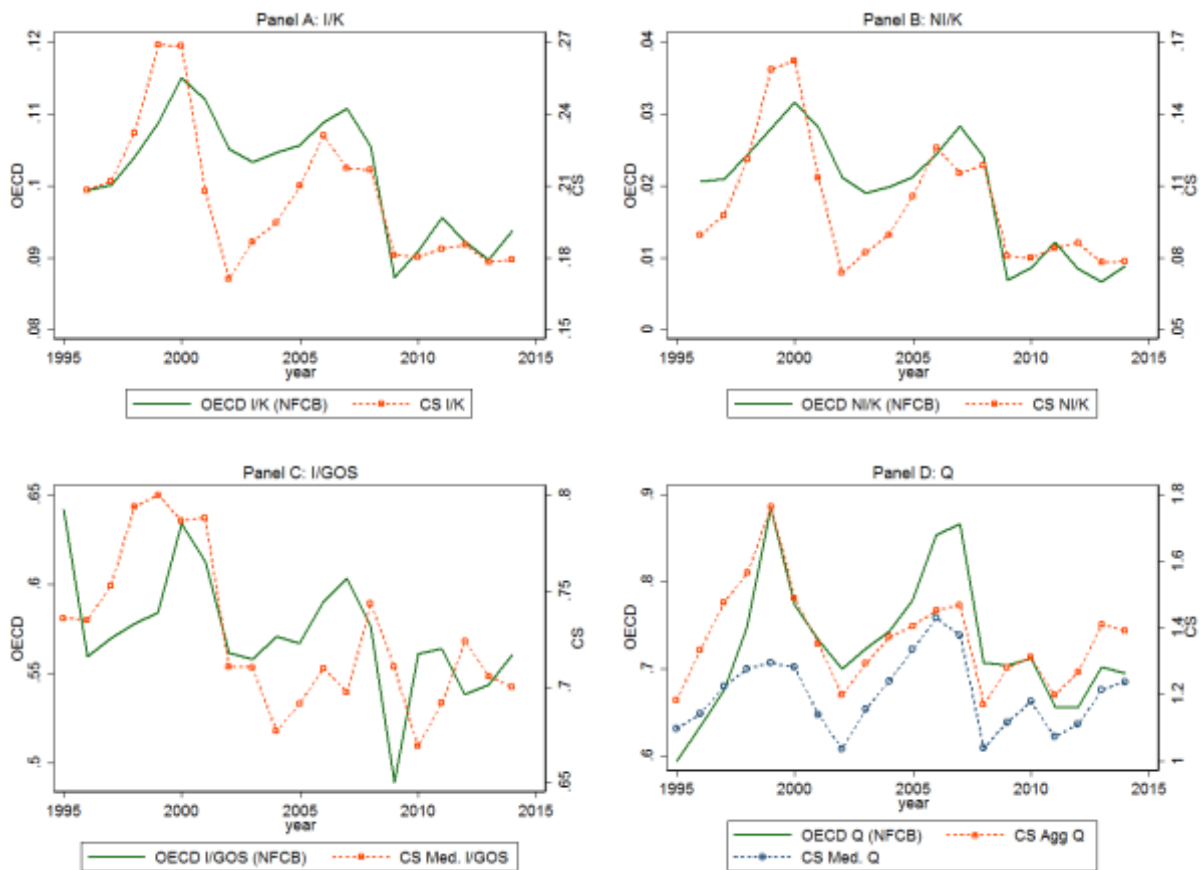 Panel A: I/K
.12
.11
.1
.09
.08
OECD
.27
.24
.21
.18
.15
CS
1995 2000 2005 2010 2015
year
OECD I/K (NFCB) CS I/K
Panel B: NI/K
.04
.03
.02
.01
0
OECD
.17
.14
.11
.08
.05
CS
1995 2000 2005 2010 2015
year
OECD NI/K (NFCB) CS NI/K
Panel C: I/GOS
.65
.6
.55
.5
OECD
.8
.75
.7
.65
CS
1995 2000 2005 2010 2015
year
OECD I/GOS (NFCB) CS Med. I/GOS
Panel D: Q
.9
.8
.7
.6
OECD
1.8
1.6
1.4
1.2
1
CS
1995 2000 2005 2010 2015
year
OECD Q (NFCB) CS Agg Q
CS Med. Q